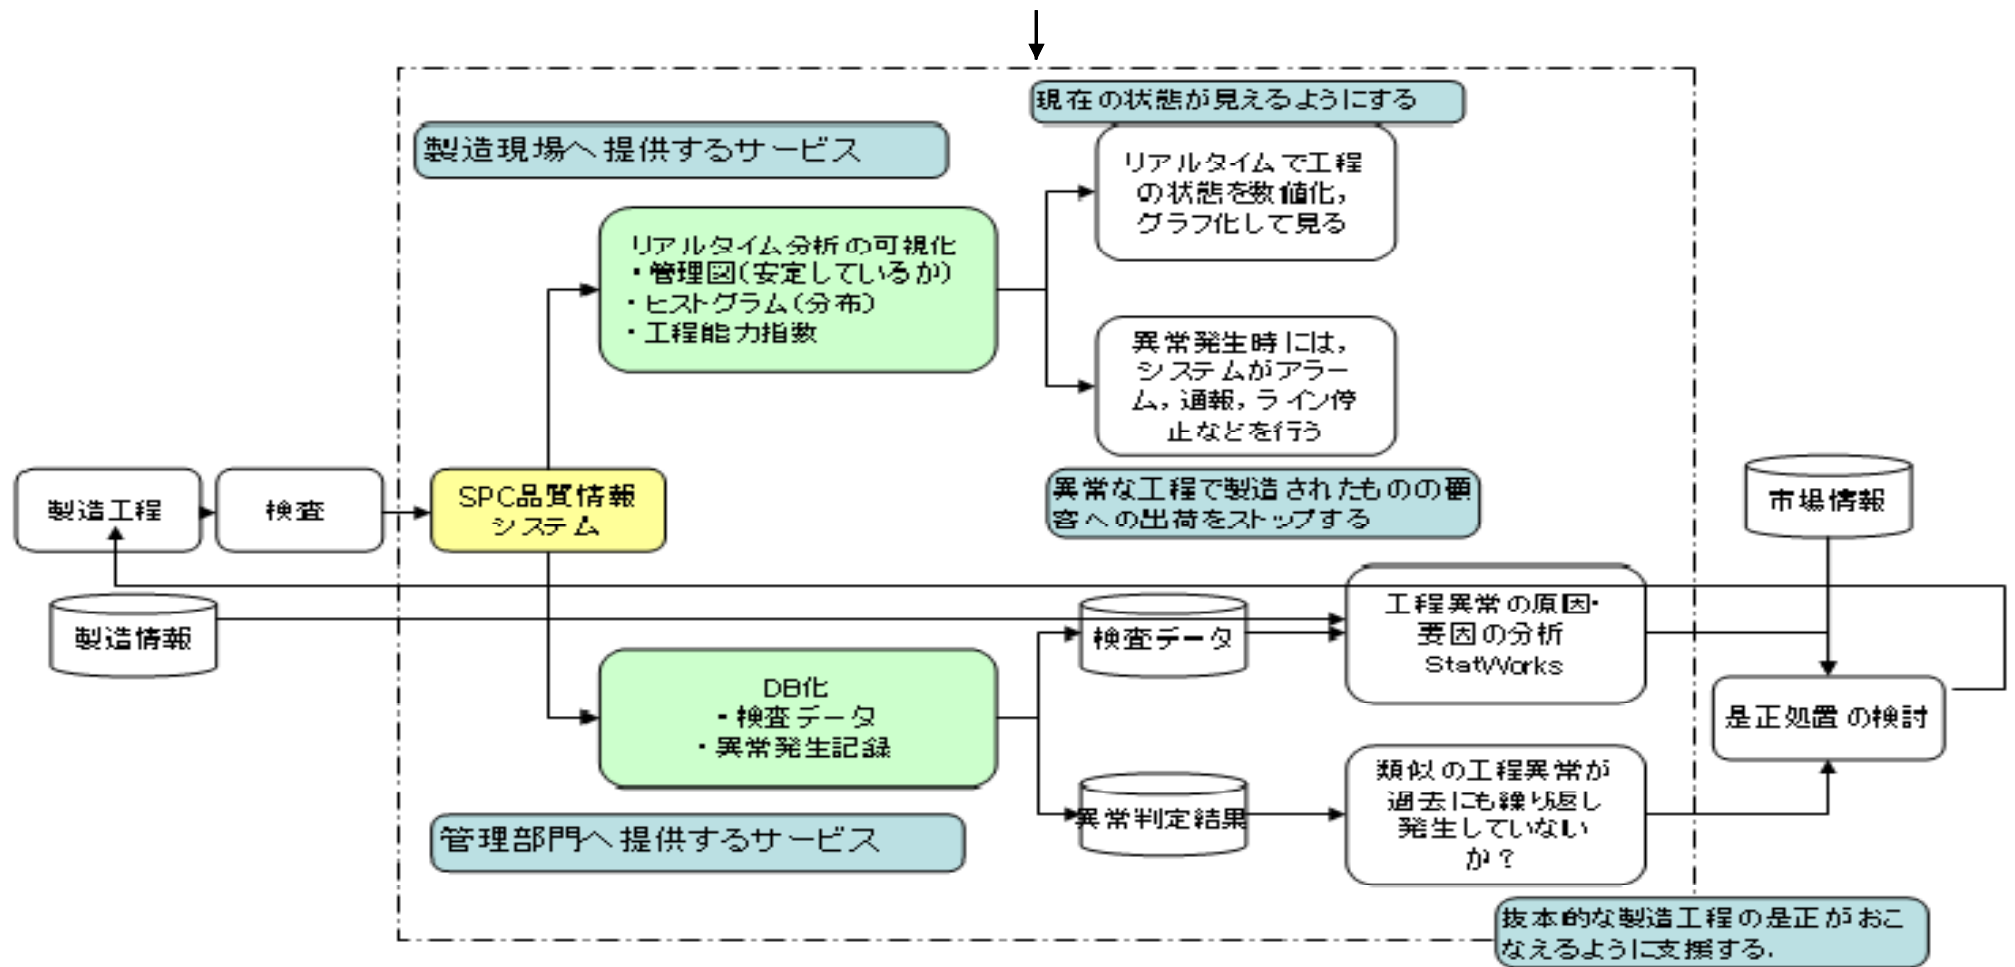 現在の状態が見えるようにする
製造現場へ提供するサービス
リアルタイムで工程
の状態を数値化，
グラフ化して見る
リアルタイム分析の可視化
・管理図（安定しているか）
・ヒストグラム（分布）
・工程能力指数
異常発生時には，
システムがアラー
ム，通報，ライン停
止などを行う
製造工程
検査
SPC品質情報
システム
異常な工程で製造されたものの顧
客への出荷をストップする
市場情報
製造情報
検査データ
工程異常の原因・
要因の分析
StatWorks
DB化
・検査データ
・異常発生記録
是正処置の検討
異常判定結果
類似の工程異常が
過去にも繰り返し
発生していない
か？
管理部門へ提供するサービス
抜本的な製造工程の是正がおこ
なえるように支援する．